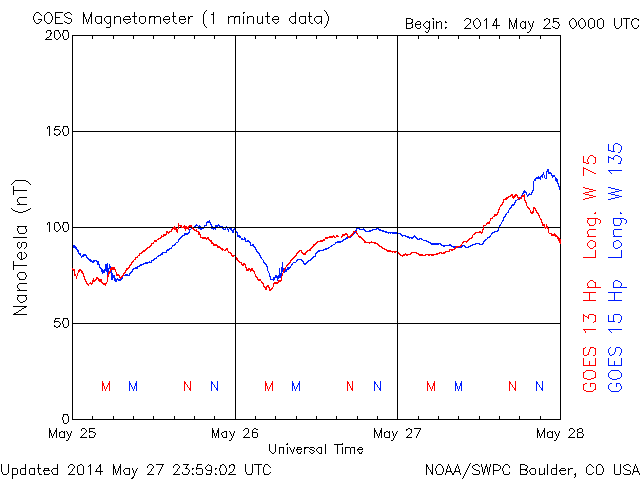 GOES Magnetometer (1 minute data)
Begin: 2014 May 25 0000 UTC
200
150
100
50
0
NanoTesla (nT)
M M N N M M N N M M N N
May 25 May 26 May 27 May 28
Universal Time
GOES 13 Hp Long. W 75
GOES 15 Hp Long. W 135
Updated 2014 May 27 23:59:02 UTC
NOAA/SWPC Boulder, CO USA